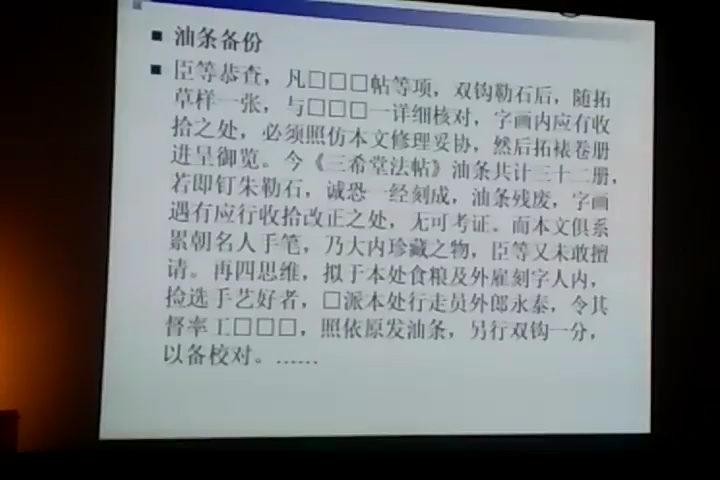 油条备份
臣等恭查，凡□□□帖等项，双钩勒石后，随拓
草样一张，与□□□一详细核对，字画内应有收
拾之处，必须照仿本文修理妥协，然后拓裱卷册
进呈御览。今《三希堂法帖》油条共计三十二册，
若即钉朱勒石，诚恐一经刻成，油条残废，字画
遇有应行收拾改正之处，无可考证。而本文俱系
累朝名人手笔，乃大内珍藏之物，臣等又未敢擅
请。再四思维，拟于本处食粮及外雇刻字人内，
捡选手艺好者，□派本处行走员外郎永泰，令其
督率工□□□，照依原发油条，另行双钩一分，
以备校对。……